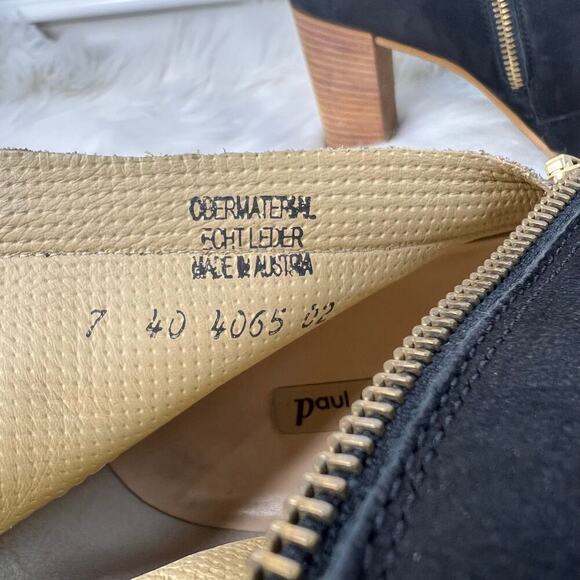 OBERMATERIAL
ECHT LEDER
MADE IN AUSTRIA
7 40 4065 02
paul